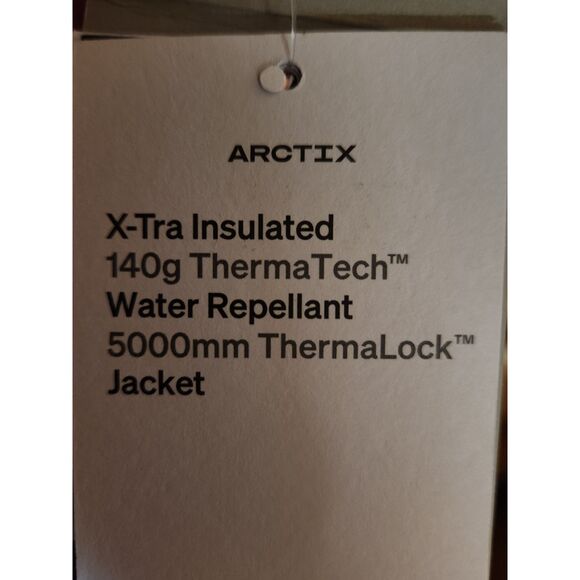 ARCTIX
X-Tra Insulated
140g ThermaTech™
Water Repellant
5000mm ThermaLock™
Jacket